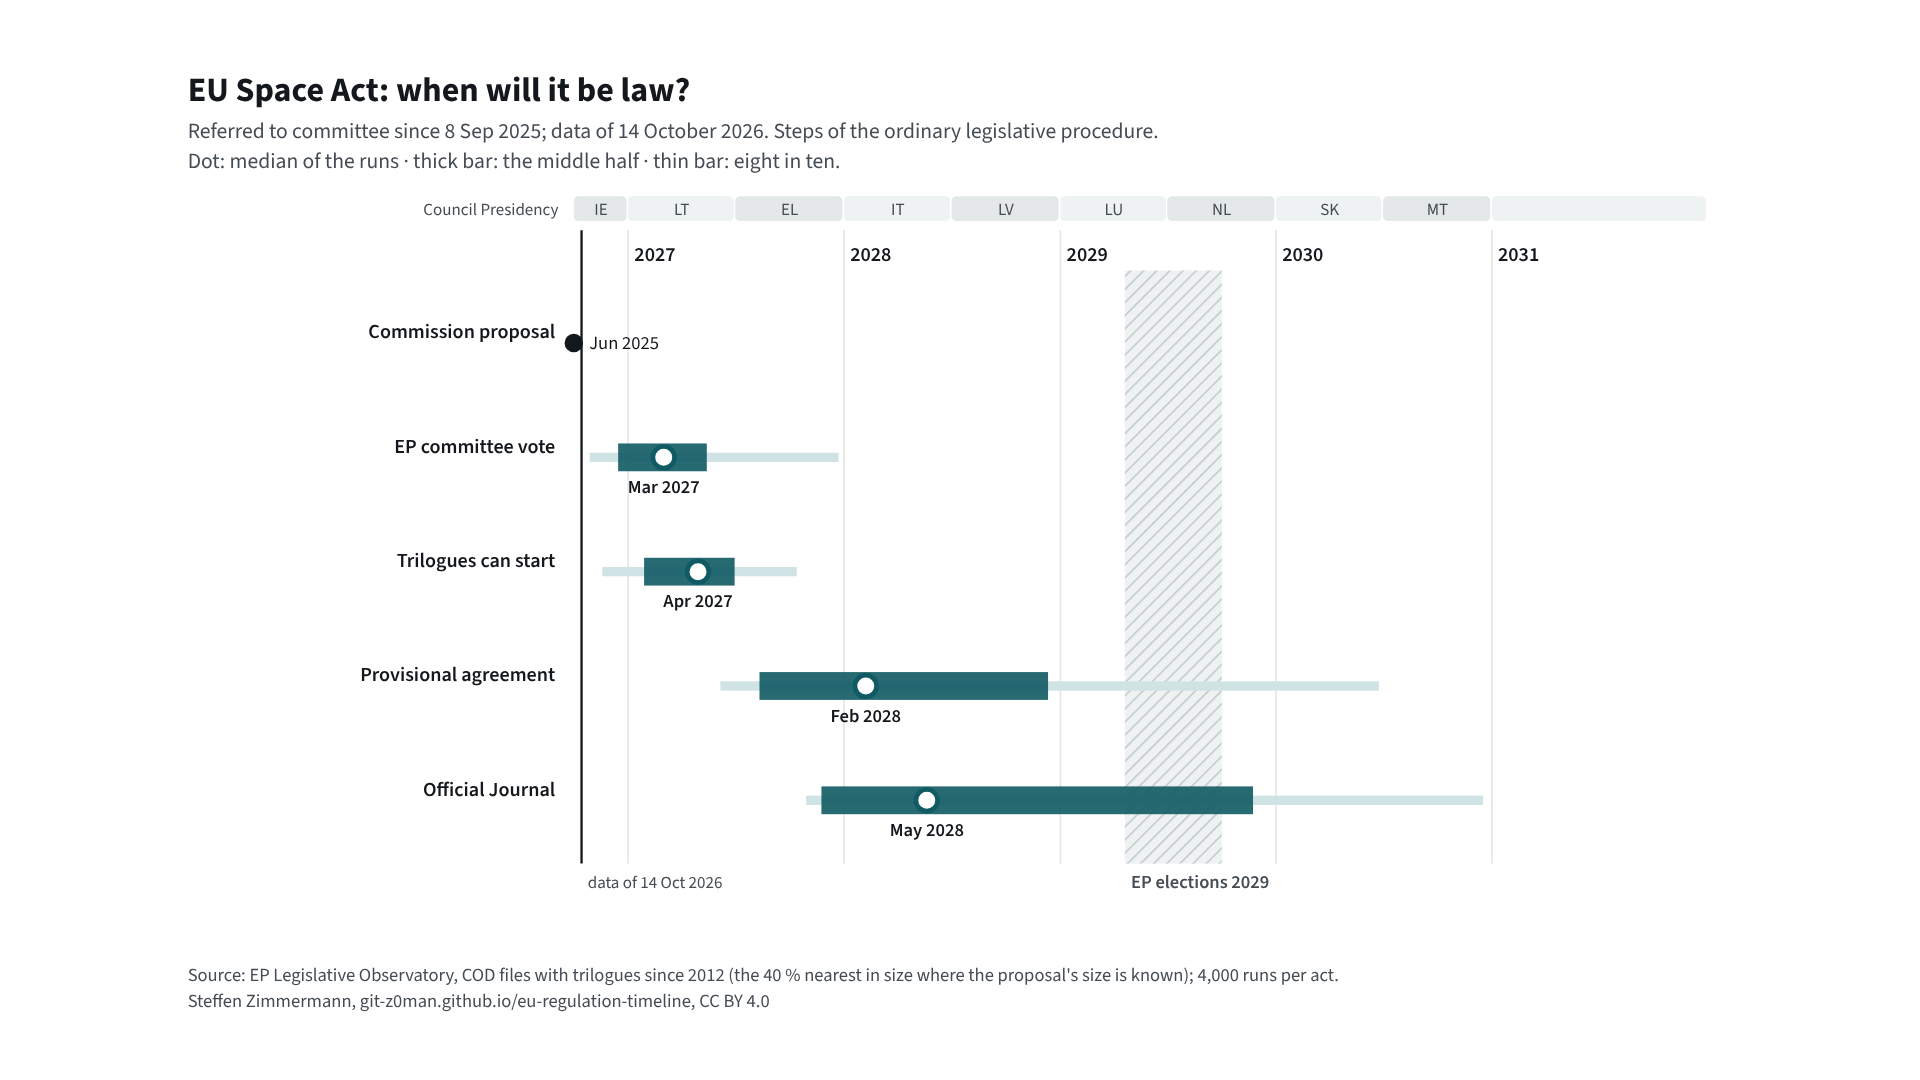 EU Space Act: when will it be law?
Referred to committee since 8 Sep 2025; data of 14 October 2026. Steps of the ordinary legislative procedure.
Dot: median of the runs · thick bar: the middle half · thin bar: eight in ten.
Council Presidency IE LT EL IT LV LU NL SK MT
2027 2028 2029 2030 2031
Commission proposal
Jun 2025
EP committee vote
Mar 2027
Trilogues can start
Apr 2027
Provisional agreement
Feb 2028
Official Journal
May 2028
data of 14 Oct 2026 EP elections 2029
Source: EP Legislative Observatory, COD files with trilogues since 2012 (the 40 % nearest in size where the proposal's size is known); 4,000 runs per act.
Steffen Zimmermann, git-z0man.github.io/eu-regulation-timeline, CC BY 4.0